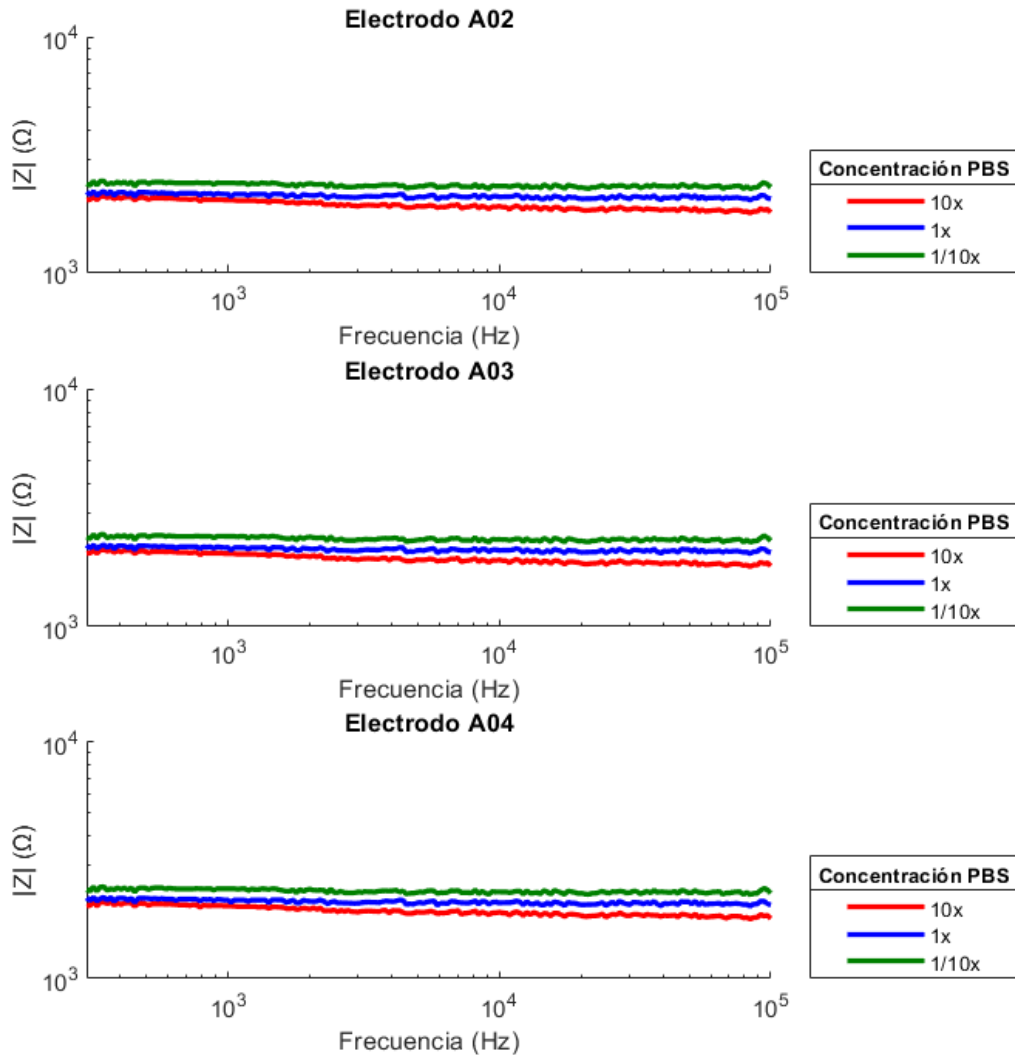 Electrodo A02
10^4
|Z| (Ω)
10^3
10^3 10^4 10^5
Frecuencia (Hz)
Concentración PBS
10x
1x
1/10x
Electrodo A03
10^4
|Z| (Ω)
10^3
10^3 10^4 10^5
Frecuencia (Hz)
Concentración PBS
10x
1x
1/10x
Electrodo A04
10^4
|Z| (Ω)
10^3
10^3 10^4 10^5
Frecuencia (Hz)
Concentración PBS
10x
1x
1/10x